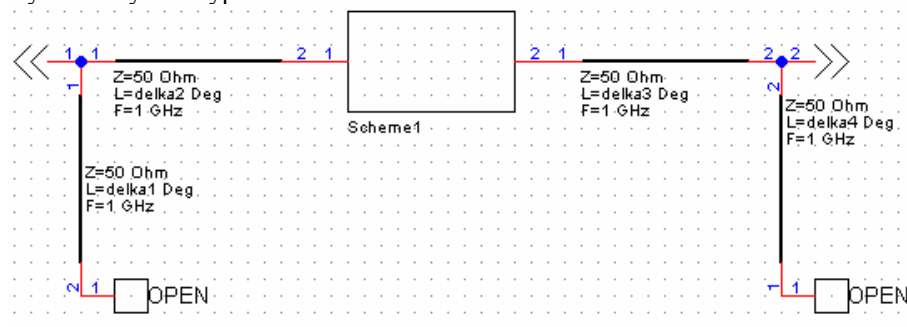 1 1 2 1 2 1 2 2
Z=50 Ohm
L=delka2 Deg
F=1 GHz
Scheme1
Z=50 Ohm
L=delka3 Deg
F=1 GHz
1
Z=50 Ohm
L=delka1 Deg
F=1 GHz
2 1
OPEN
2
Z=50 Ohm
L=delka4 Deg
F=1 GHz
1 1
OPEN